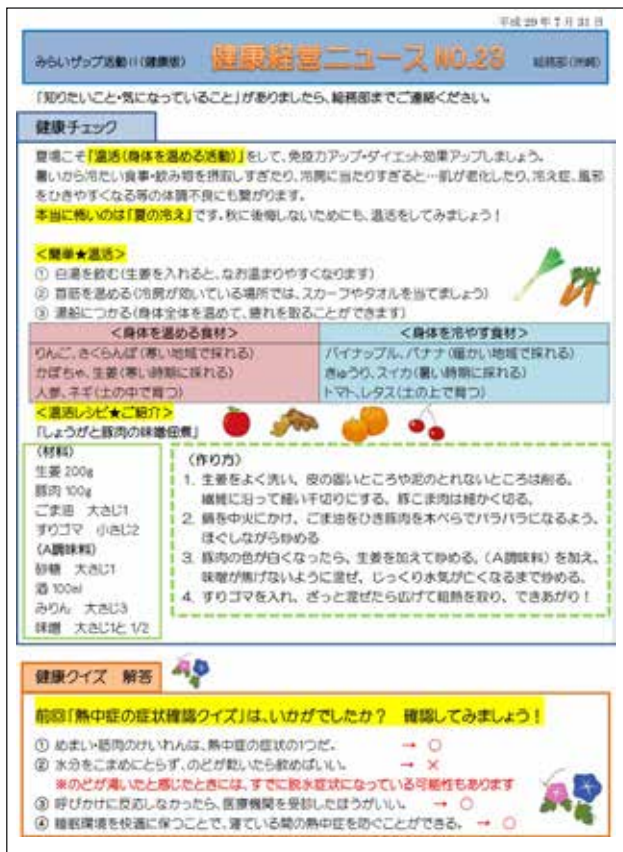 平成29年7月31日
みらいザップ活動!!(健康版) 健康経営ニュース NO.23 総務部
「知りたいこと・気になっていること」がありましたら、総務部までご連絡ください。
健康チェック
夏場こそ「温活(身体を温める活動)」をして、免疫力アップ・ダイエット効果アップしましょう。
暑いから冷たい食事・飲み物を摂取しすぎたり、冷房に当たりすぎると…肌が老化したり、冷え症、風邪
をひきやすくなる等の体調不良にも繋がります。
本当に怖いのは「夏の冷え」です。秋に後悔しないためにも、温活をしてみましょう！
＜簡単★温活＞
① 白湯を飲む(生姜を入れると、なお温まりやすくなります)
② 首筋を温める(冷房が効いている場所では、スカーフやタオルを当てましょう)
③ 湯船につかる(身体全体を温めて、疲れを取ることができます)
＜身体を温める食材＞ ＜身体を冷やす食材＞
りんご、さくらんぼ(寒い地域で採れる) パイナップル、バナナ(暖かい地域で採れる)
かぼちゃ、生姜(寒い時期に採れる) きゅうり、スイカ(暑い時期に採れる)
人参、ネギ(土の中で育つ) トマト、レタス(土の上で育つ)
＜温活レシピ★ご紹介＞
「しょうがと豚肉の味噌佃煮」
(材料)
生姜 200g
豚肉 100g
ごま油 大さじ1
すりゴマ 小さじ2
(A調味料)
砂糖 大さじ1
酒 100ml
みりん 大さじ3
味噌 大さじ1と 1/2
(作り方)
1. 生姜をよく洗い、皮の固いところや泥のとれないところは削る。
繊維に沿って細い千切りにする。豚こま肉は細かく切る。
2. 鍋を中火にかけ、ごま油をひき豚肉を木べらでバラバラになるよう、
ほぐしながら炒める
3. 豚肉の色が白くなったら、生姜を加えて炒める。(A調味料)を加え、
味噌が焦げないように混ぜ、じっくり水気が亡くなるまで炒める。
4. すりゴマを入れ、ざっと混ぜたら広げて粗熱を取り、できあがり！
健康クイズ 解答
前回「熱中症の症状確認クイズ」は、いかがでしたか？ 確認してみましょう！
① めまい・筋肉のけいれんは、熱中症の症状の1つだ。 → ○
② 水分をこまめにとらず、のどが乾いたら飲めばいい。 → ×
※のどが渇いたと感じたときには、すでに脱水症状になっている可能性もあります
③ 呼びかけに反応しなかったら、医療機関を受診したほうがいい。 → ○
④ 睡眠環境を快適に保つことで、寝ている間の熱中症を防ぐことができる。 → ○